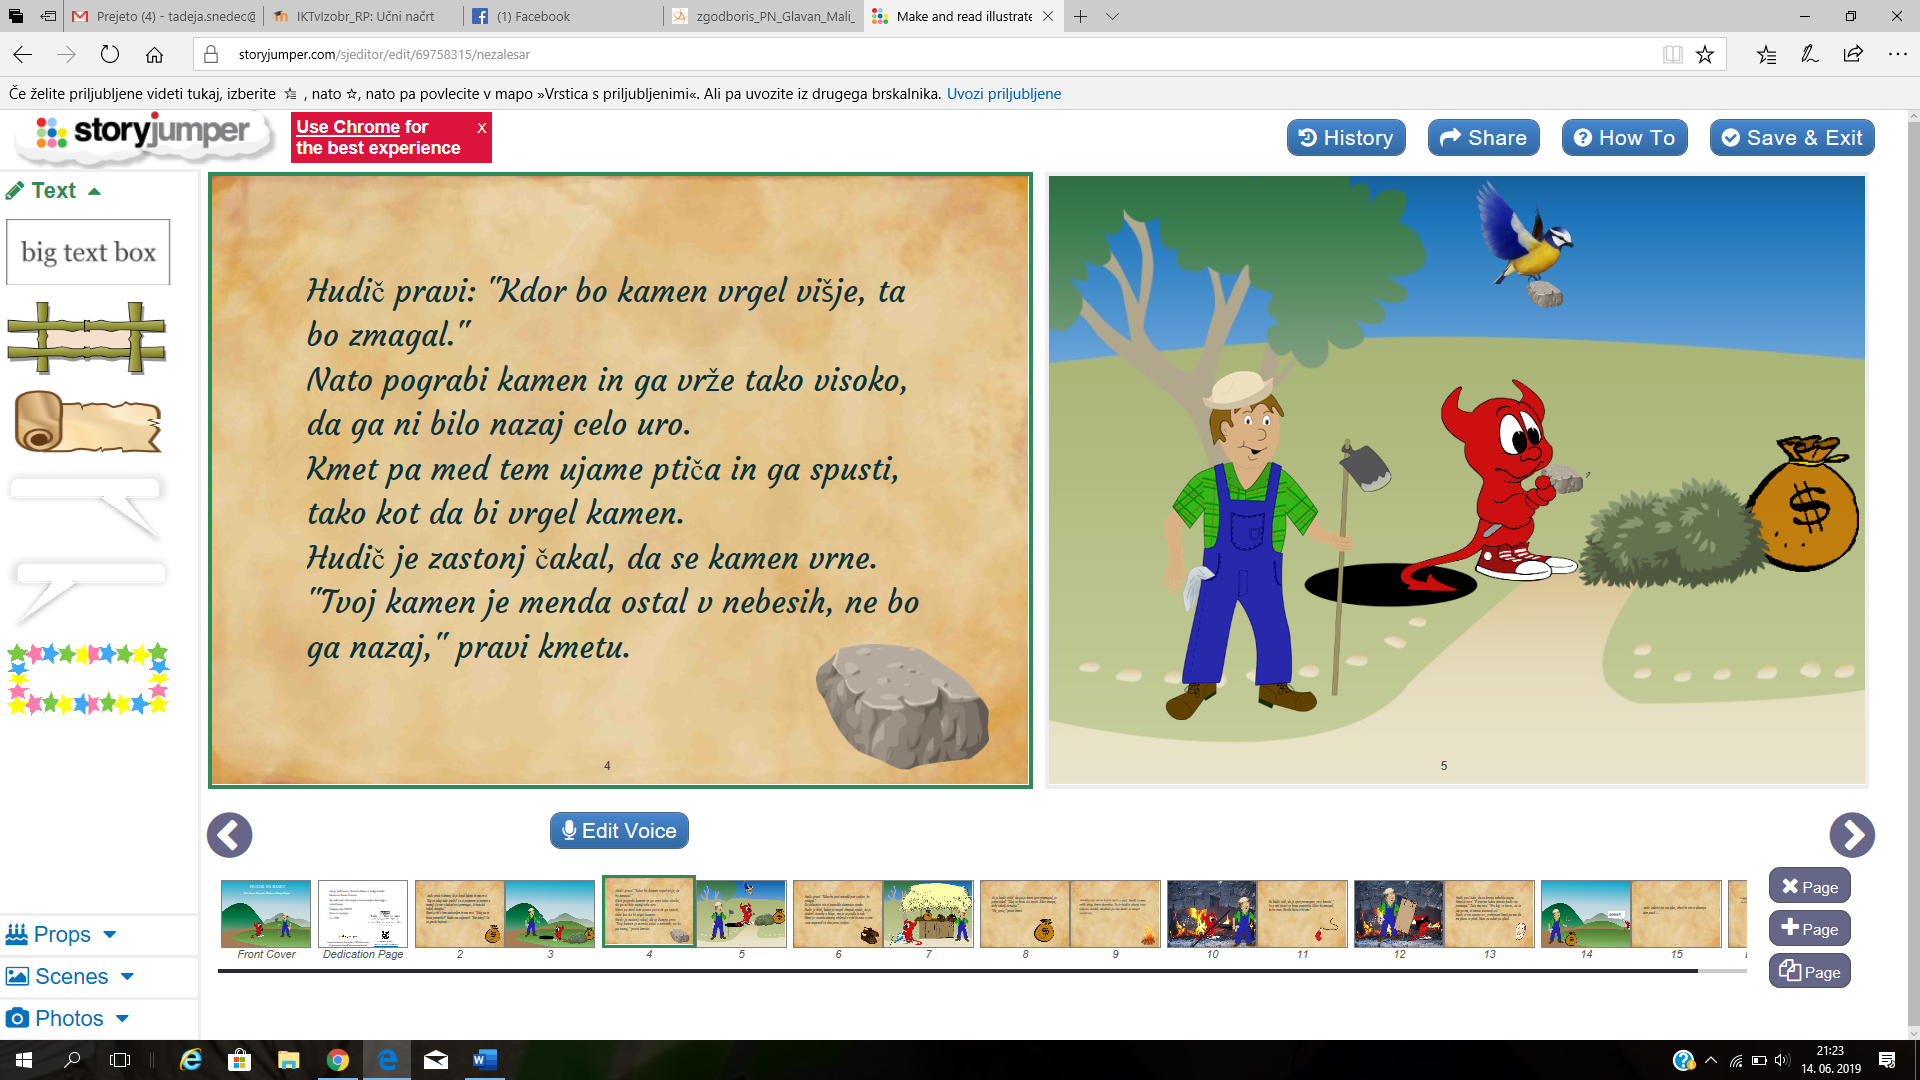 Prejeto (4) - tadeja.snedec@
IKTvIzobr_RP: Učni načrt
(1) Facebook
zgodboris_PN_Glavan_Mali_
Make and read illustrate
storyjumper.com/sjeditor/edit/69758315/nezalesar
Če želite priljubljene videti tukaj, izberite , nato ☆, nato pa povlecite v mapo »Vrstica s priljubljenimi«. Ali pa uvozite iz drugega brskalnika. Uvozi priljubljene
storyjumper
Use Chrome for
the best experience
X
History
Share
How To
Save & Exit
Text
big text box
Hudič pravi: "Kdor bo kamen vrgel višje, ta
bo zmagal."
Nato pograbi kamen in ga vrže tako visoko,
da ga ni bilo nazaj celo uro.
Kmet pa med tem ujame ptiča in ga spusti,
tako kot da bi vrgel kamen.
Hudič je zastonj čakal, da se kamen vrne.
"Tvoj kamen je menda ostal v nebesih, ne bo
ga nazaj," pravi kmetu.
4
$
5
Edit Voice
Front Cover
Dedication Page
2
3
4
5
6
7
8
9
10
11
12
13
14
15
Page
Page
Page
Props
Scenes
Photos
21:23
14. 06. 2019